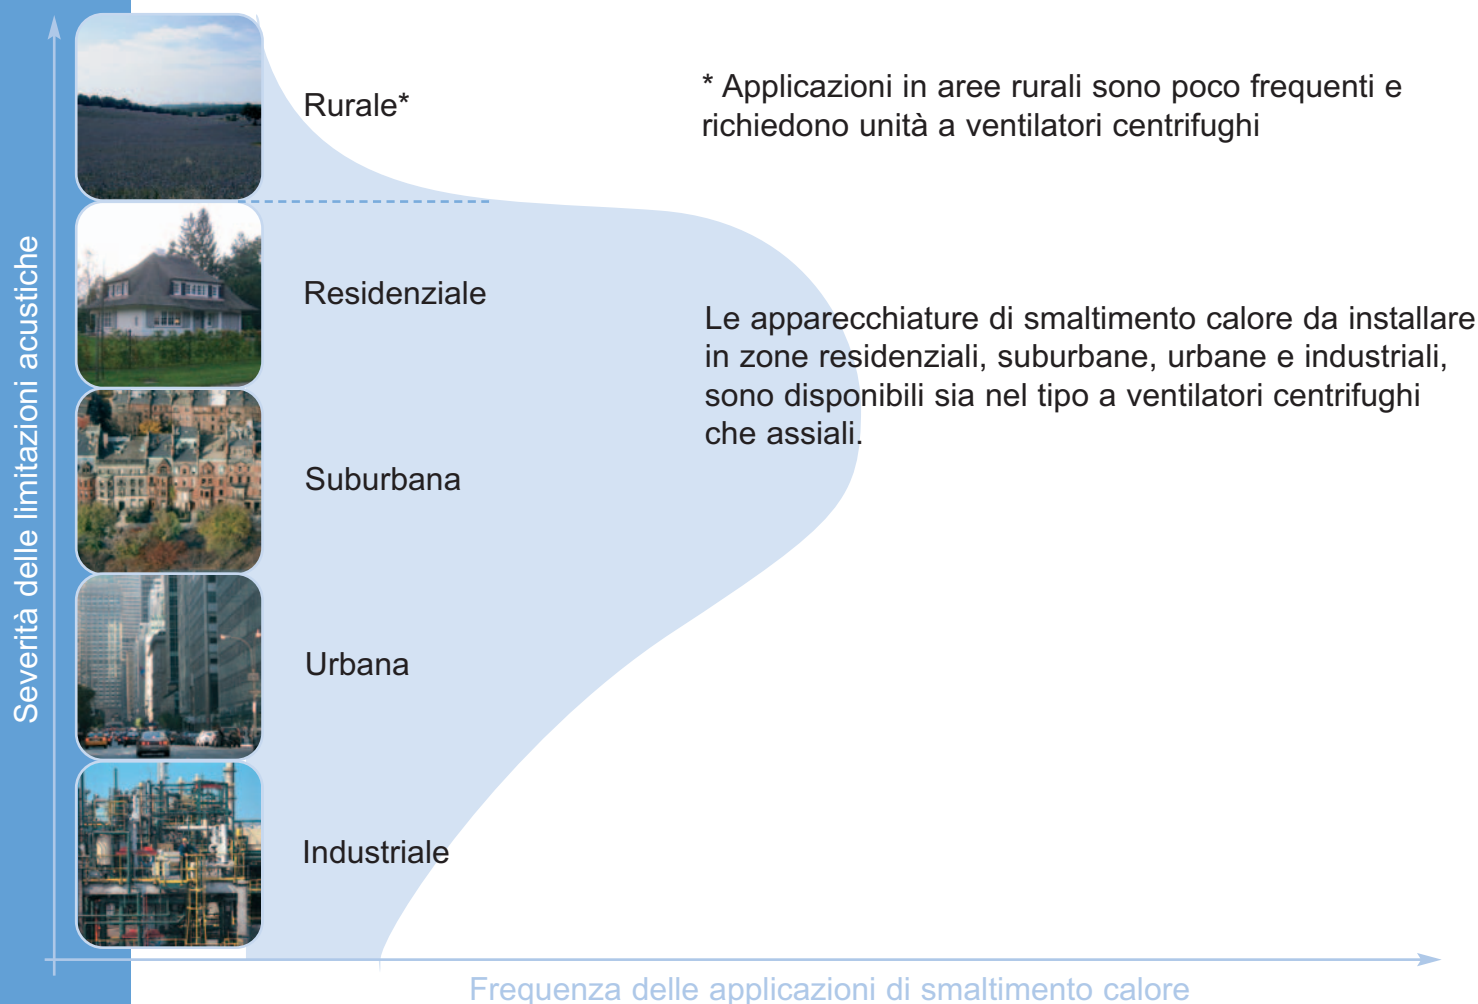 Rurale*
* Applicazioni in aree rurali sono poco frequenti e
richiedono unità a ventilatori centrifughi
Severità delle limitazioni acustiche
Residenziale
Le apparecchiature di smaltimento calore da installare
in zone residenziali, suburbane, urbane e industriali,
sono disponibili sia nel tipo a ventilatori centrifughi
che assiali.
Suburbana
Urbana
Industriale
Frequenza delle applicazioni di smaltimento calore